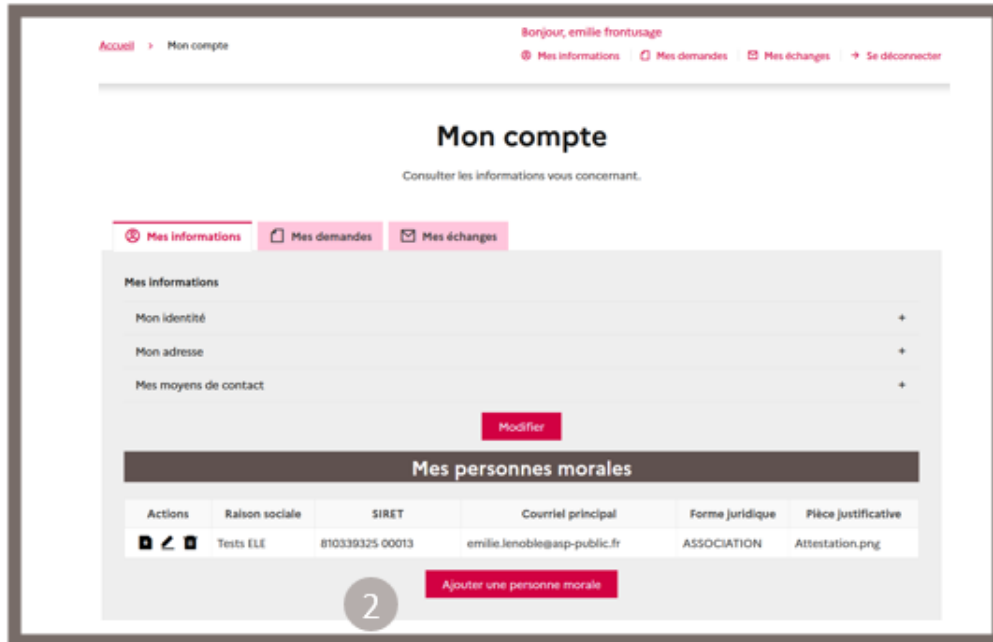 Bonjour, emilie frontusage
Accueil > Mon compte
Mes informations Mes demandes Mes échanges → Se déconnecter
Mon compte
Consulter les informations vous concernant.
Mes informations Mes demandes Mes échanges
Mes informations
Mon identité +
Mon adresse +
Mes moyens de contact +
Modifier
Mes personnes morales
Actions Raison sociale SIRET Courriel principal Forme juridique Pièce justificative
Tests ELE 810339325 00013 emilie.lenoble@asp-public.fr ASSOCIATION Attestation.png
Ajouter une personne morale
2